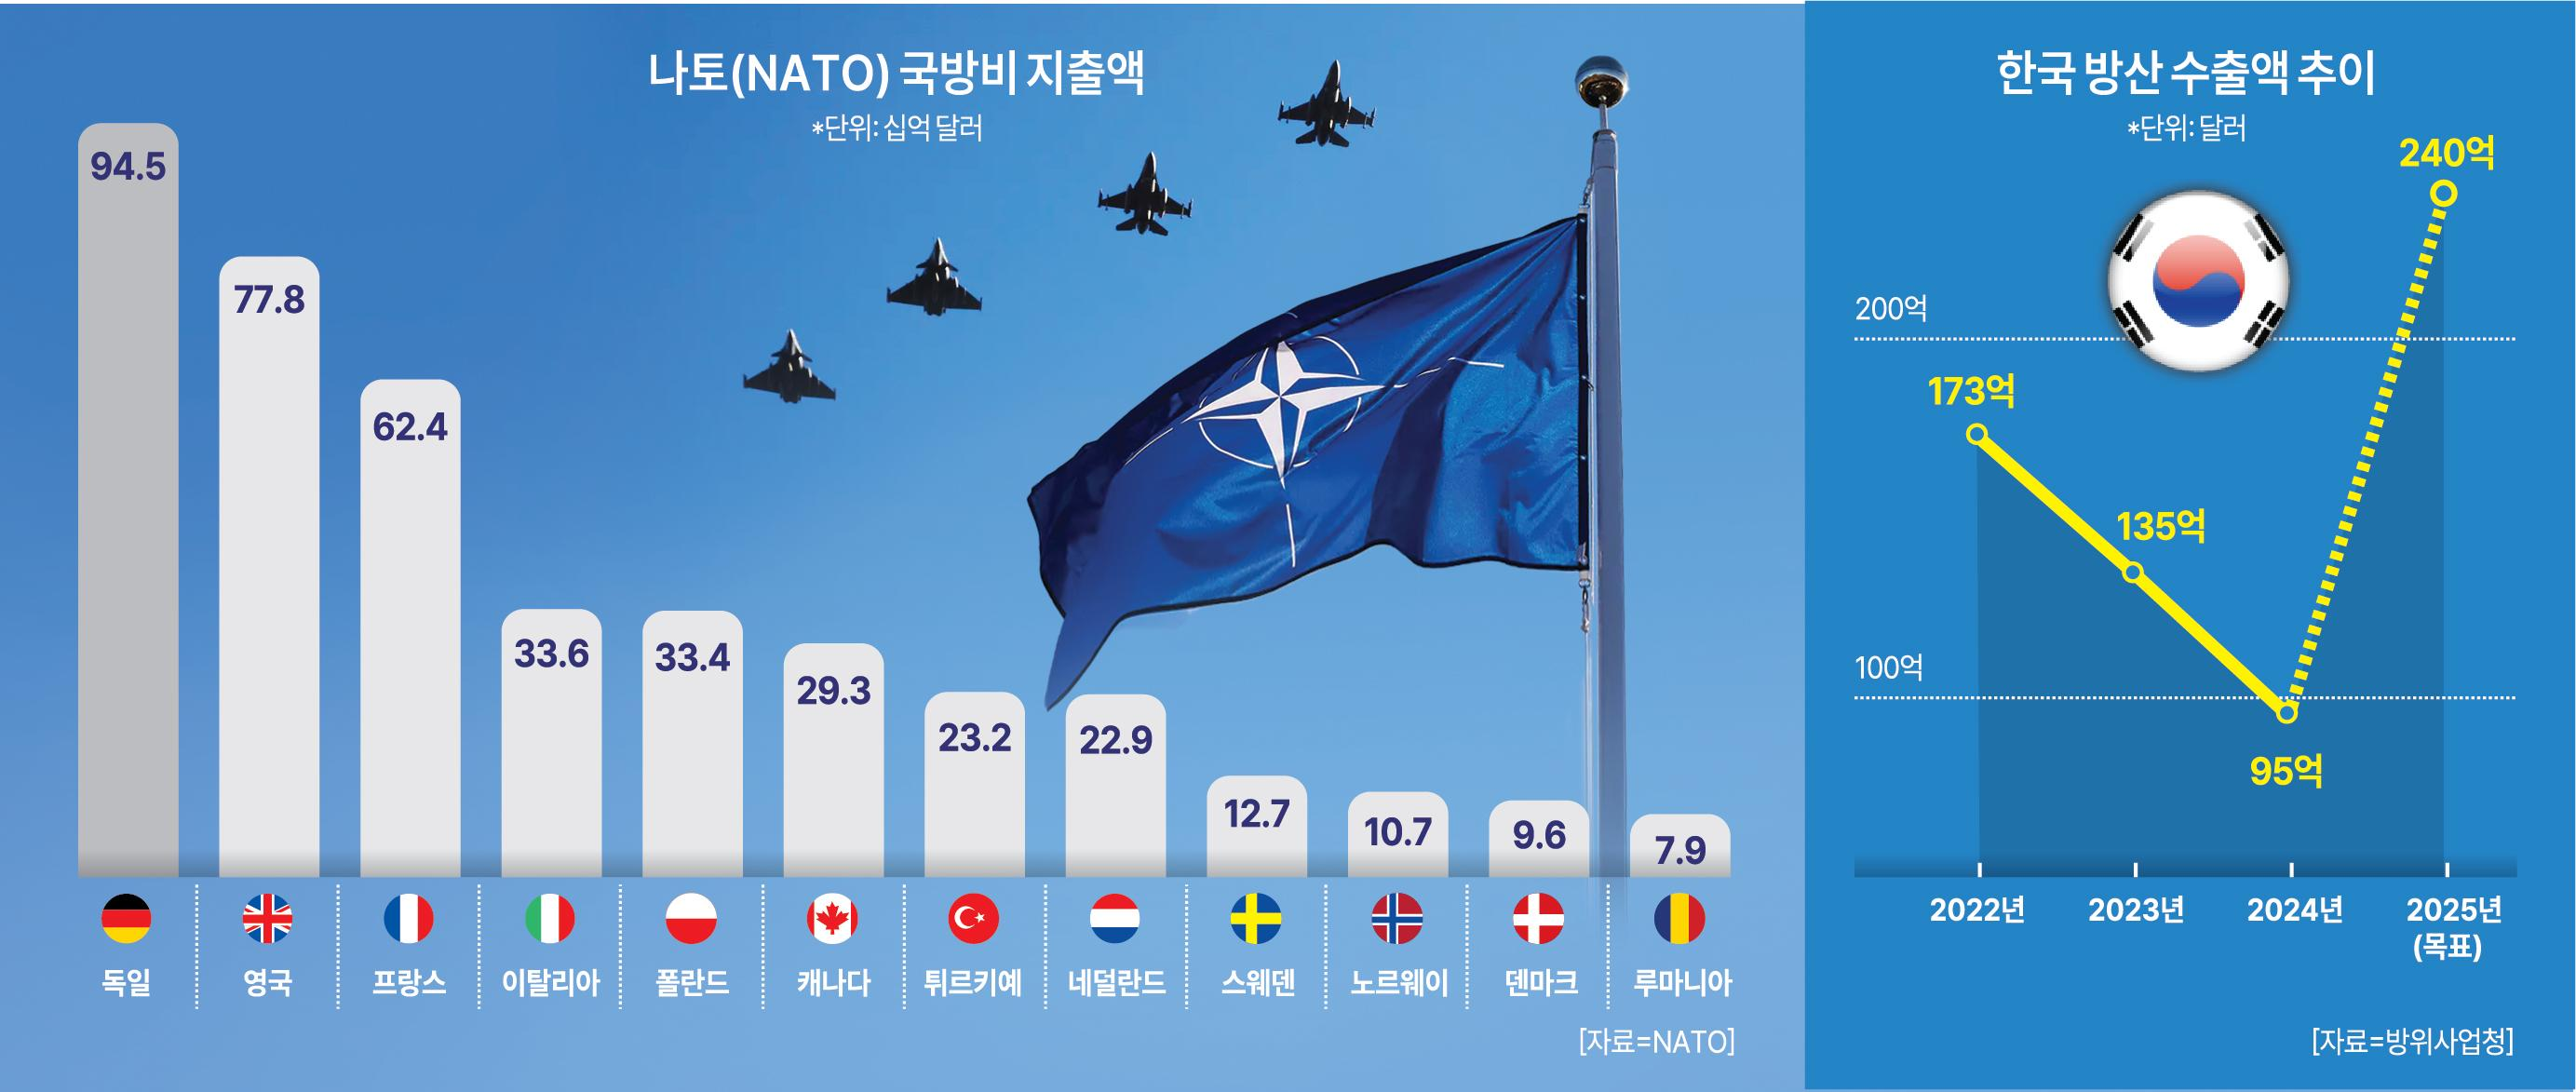 나토(NATO) 국방비 지출액
*단위: 십억 달러
94.5
77.8
62.4
33.6
33.4
29.3
23.2
22.9
12.7
10.7
9.6
7.9
독일
영국
프랑스
이탈리아
폴란드
캐나다
튀르키예
네덜란드
스웨덴
노르웨이
덴마크
루마니아
[자료=NATO]
한국 방산 수출액 추이
*단위: 달러
240억
200억
173억
135억
100억
95억
2022년
2023년
2024년
2025년
(목표)
[자료=방위사업청]